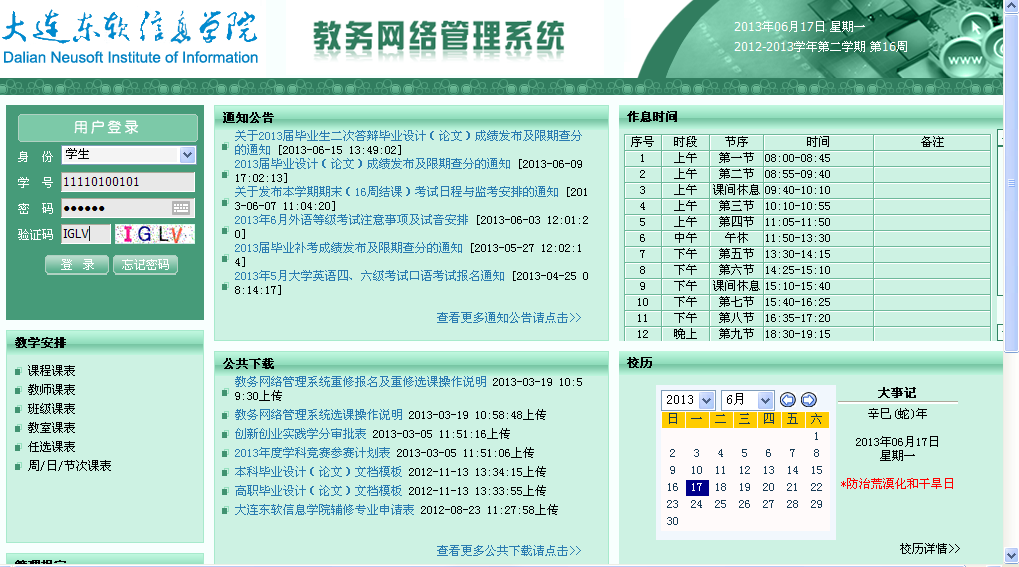 大连东软信息学院
Dalian Neusoft Institute of Information
教务网络管理系统
2013年06月17日 星期一
2012-2013学年第二学期 第16周
www
用户登录
身 份 学生
学 号 11110100101
密 码 ●●●●●●
验证码 IGLV IGLV
登 录 忘记密码
教学安排
课程课表
教师课表
班级课表
教室课表
任选课表
周/日/节次课表
通知公告
关于2013届毕业生二次答辩毕业设计（论文）成绩发布及限期查分
的通知 [2013-06-15 13:49:02]
2013届毕业设计（论文）成绩发布及限期查分的通知 [2013-06-09
17:02:13]
关于发布本学期期末（16周结课）考试日程与监考安排的通知 [201
3-06-07 11:04:20]
2013年6月外语等级考试注意事项及试音安排 [2013-06-03 12:01:2
0]
2013届毕业补考成绩发布及限期查分的通知 [2013-05-27 12:02:1
4]
2013年5月大学英语四、六级考试口语考试报名通知 [2013-04-25 0
8:14:17]
查看更多通知公告请点击>>
公共下载
教务网络管理系统重修报名及重修选课操作说明 2013-03-19 10:5
9:30上传
教务网络管理系统选课操作说明 2013-03-19 10:58:48上传
创新创业实践学分审批表 2013-03-05 11:51:16上传
2013年度学科竞赛参赛计划表 2013-03-05 11:51:06上传
本科毕业设计（论文）文档模板 2012-11-13 13:34:15上传
高职毕业设计（论文）文档模板 2012-11-13 13:33:55上传
大连东软信息学院辅修专业申请表 2012-08-23 11:27:58上传
查看更多公共下载请点击>>
作息时间
序号 时段 节序 时间 备注
1 上午 第一节 08:00-08:45
2 上午 第二节 08:55-09:40
3 上午 课间休息 09:40-10:10
4 上午 第三节 10:10-10:55
5 上午 第四节 11:05-11:50
6 中午 午休 11:50-13:30
7 下午 第五节 13:30-14:15
8 下午 第六节 14:25-15:10
9 下午 课间休息 15:10-15:40
10 下午 第七节 15:40-16:25
11 下午 第八节 16:35-17:20
12 晚上 第九节 18:30-19:15
校历
2013 6月
日 一 二 三 四 五 六
1
2 3 4 5 6 7 8
9 10 11 12 13 14 15
16 17 18 19 20 21 22
23 24 25 26 27 28 29
30
大事记
辛巳(蛇)年
2013年06月17日
星期一
*防治荒漠化和干旱日
校历详情>>